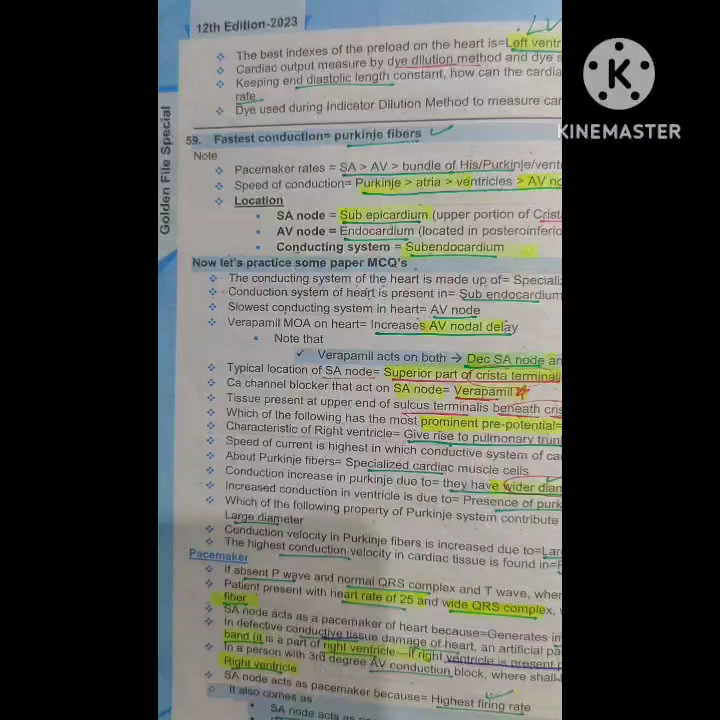 12th Edition-2023
LV
The best indexes of the preload on the heart is=Left ventr
Cardiac output measure by dye dilution method and dye s
Keeping end diastolic length constant, how can the cardia
rate
Dye used during Indicator Dilution Method to measure car
KINEMASTER
Golden File Special
59. Fastest conduction= purkinje fibers
Note
Pacemaker rates = SA > AV > bundle of His/Purkinje/vent
Speed of conduction= Purkinje > atria > ventricles > AV no
Location
SA node = Sub epicardium (upper portion of Crist
AV node = Endocardium (located in posteroinferio
Conducting system = Subendocardium
Now let's practice some paper MCQ's
The conducting system of the heart is made up of= Speciali
Conduction system of heart is present in= Sub endocardium
Slowest conducting system in heart= AV node
Verapamil MOA on heart= Increases AV nodal delay
Note that
Verapamil acts on both → Dec SA node an
Typical location of SA node= Superior part of crista terminali
Ca channel blocker that act on SA node= Verapamil
Tissue present at upper end of sulcus terminalis beneath cris
Which of the following has the most prominent pre-potential=
Characteristic of Right ventricle= Give rise to pulmonary trun
Speed of current is highest in which conductive system of car
About Purkinje fibers= Specialized cardiac muscle cells
Conduction increase in purkinje due to= they have wider diam
Increased conduction in ventricle is due to= Presence of purk
Which of the following property of Purkinje system contribute
Large diameter
Conduction velocity in Purkinje fibers is increased due to=Lar
The highest conduction velocity in cardiac tissue is found in=
Pacemaker
If absent P wave and normal QRS complex and T wave, wher
Patient present with heart rate of 25 and wide QRS complex,
fiber
SA node acts as a pacemaker of heart because=Generates in
In defective conductive tissue damage of heart, an artificial pa
band (it is a part of right ventricle—if right ventricle is present
In a person with 3rd degree AV conduction block, where shall
Right ventricle
SA node acts as pacemaker because= Highest firing rate
It also comes as
SA node acts as